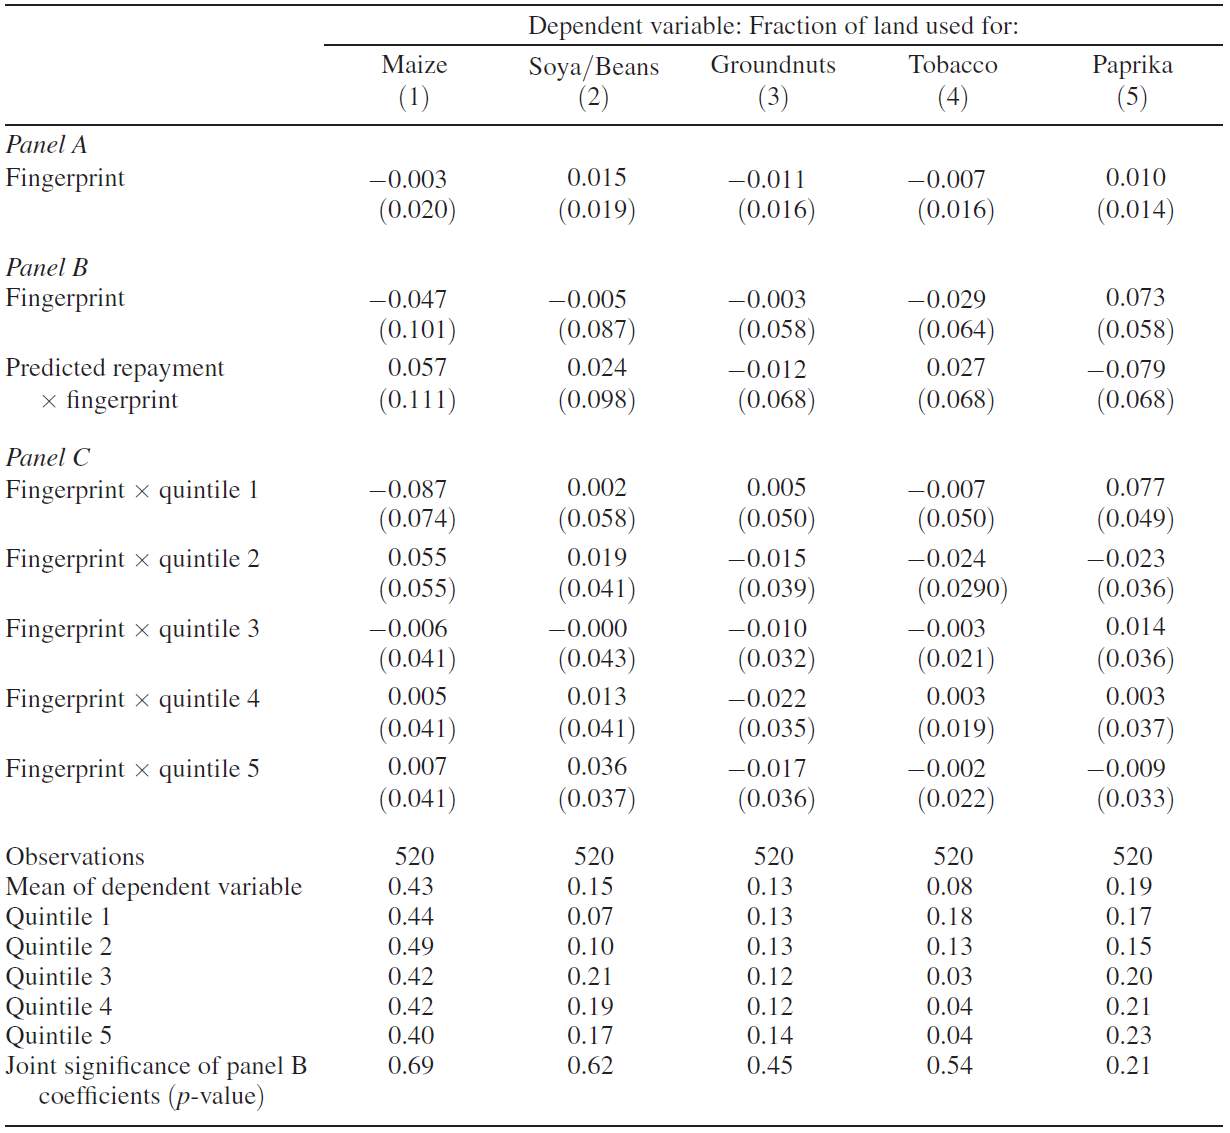 Dependent variable: Fraction of land used for:
Maize Soya/Beans Groundnuts Tobacco Paprika
(1) (2) (3) (4) (5)
Panel A
Fingerprint −0.003 0.015 −0.011 −0.007 0.010
(0.020) (0.019) (0.016) (0.016) (0.014)
Panel B
Fingerprint −0.047 −0.005 −0.003 −0.029 0.073
(0.101) (0.087) (0.058) (0.064) (0.058)
Predicted repayment 0.057 0.024 −0.012 0.027 −0.079
× fingerprint (0.111) (0.098) (0.068) (0.068) (0.068)
Panel C
Fingerprint × quintile 1 −0.087 0.002 0.005 −0.007 0.077
(0.074) (0.058) (0.050) (0.050) (0.049)
Fingerprint × quintile 2 0.055 0.019 −0.015 −0.024 −0.023
(0.055) (0.041) (0.039) (0.0290) (0.036)
Fingerprint × quintile 3 −0.006 −0.000 −0.010 −0.003 0.014
(0.041) (0.043) (0.032) (0.021) (0.036)
Fingerprint × quintile 4 0.005 0.013 −0.022 0.003 0.003
(0.041) (0.041) (0.035) (0.019) (0.037)
Fingerprint × quintile 5 0.007 0.036 −0.017 −0.002 −0.009
(0.041) (0.037) (0.036) (0.022) (0.033)
Observations 520 520 520 520 520
Mean of dependent variable 0.43 0.15 0.13 0.08 0.19
Quintile 1 0.44 0.07 0.13 0.18 0.17
Quintile 2 0.49 0.10 0.13 0.13 0.15
Quintile 3 0.42 0.21 0.12 0.03 0.20
Quintile 4 0.42 0.19 0.12 0.04 0.21
Quintile 5 0.40 0.17 0.14 0.04 0.23
Joint significance of panel B 0.69 0.62 0.45 0.54 0.21
coefficients (p-value)